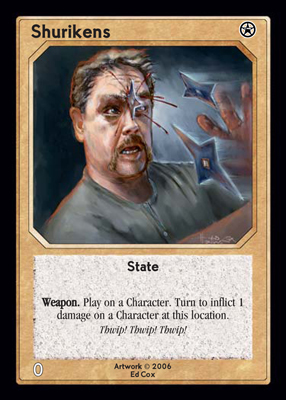 Shurikens
State
Weapon. Play on a Character. Turn to inflict 1
damage on a Character at this location.
Thwip! Thwip! Thwip!
0
Artwork © 2006
Ed Cox